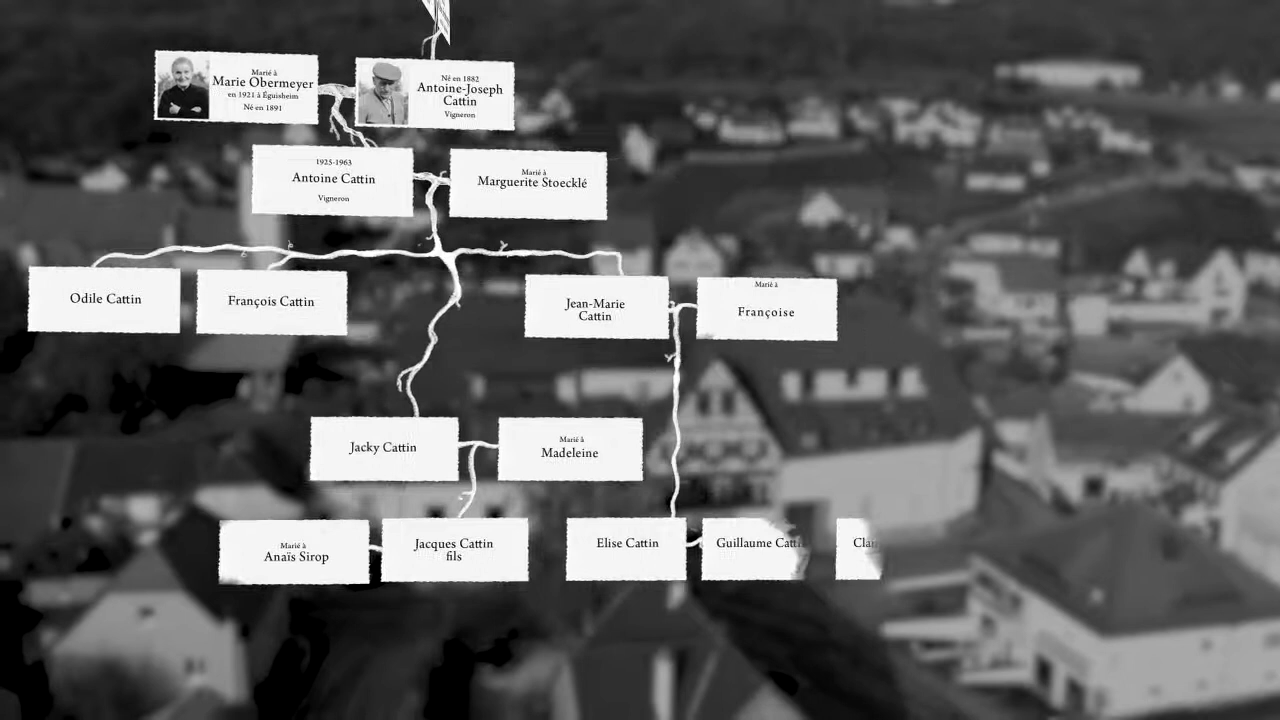 Marié à
Marie Obermeyer
en 1921 à Éguisheim
Né en 1891
Né en 1882
Antoine-Joseph
Cattin
Vigneron
1925-1963
Antoine Cattin
Vigneron
Marié à
Marguerite Stoecklé
Odile Cattin
François Cattin
Jean-Marie
Cattin
Marié à
Françoise
Jacky Cattin
Marié à
Madeleine
Marié à
Anaïs Sirop
Jacques Cattin
fils
Elise Cattin
Guillaume Catti